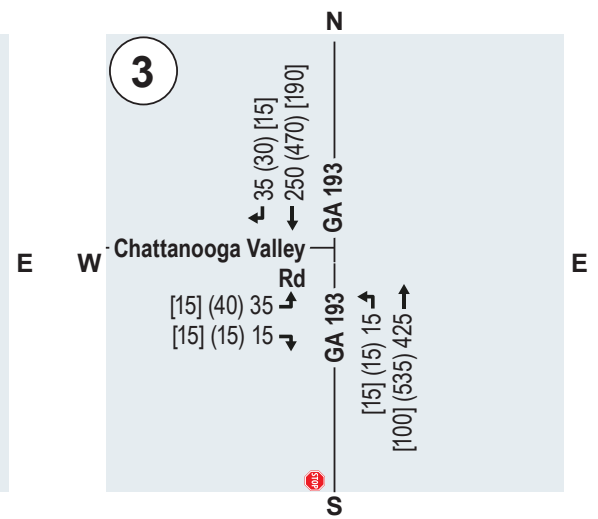 N
3
35 (30) [15]
250 (470) [190]
GA 193
E
W
Chattanooga Valley
Rd
E
[15] (40) 35
[15] (15) 15
GA 193
[15] (15) 15
[100] (535) 425
STOP
S